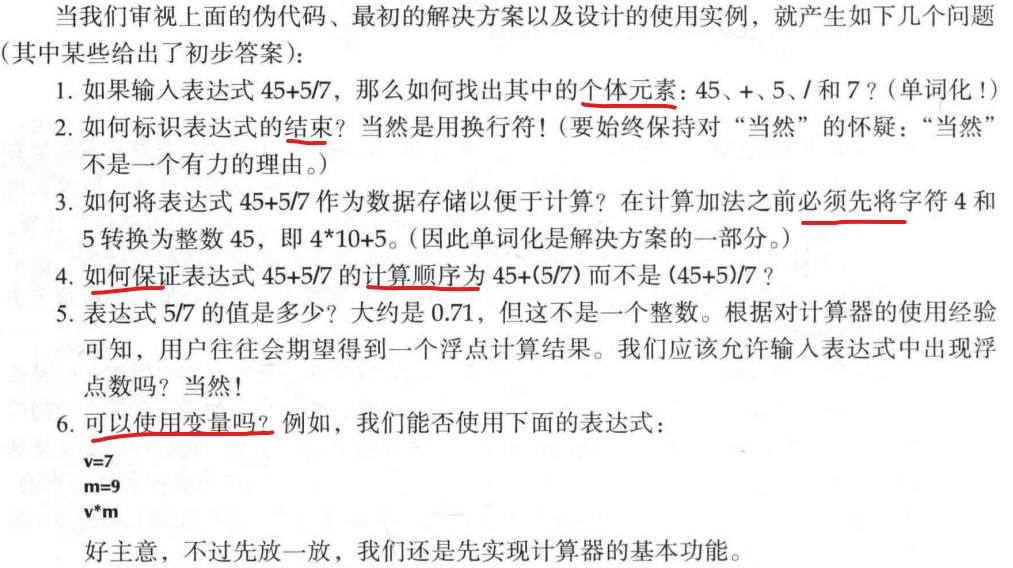 当我们审视上面的伪代码、最初的解决方案以及设计的使用实例，就产生如下几个问题
(其中某些给出了初步答案)：
1. 如果输入表达式 45+5/7，那么如何找出其中的个体元素：45、+、5、/ 和 7？(单词化!)
2. 如何标识表达式的结束？当然是用换行符！(要始终保持对“当然”的怀疑：“当然”
不是一个有力的理由。)
3. 如何将表达式 45+5/7 作为数据存储以便于计算？在计算加法之前必须先将字符 4 和
5 转换为整数 45，即 4*10+5。(因此单词化是解决方案的一部分。)
4. 如何保证表达式 45+5/7 的计算顺序为 45+(5/7) 而不是 (45+5)/7？
5. 表达式 5/7 的值是多少？大约是 0.71，但这不是一个整数。根据对计算器的使用经验
可知，用户往往会期望得到一个浮点计算结果。我们应该允许输入表达式中出现浮
点数吗？当然！
6. 可以使用变量吗？例如，我们能否使用下面的表达式：
v=7
m=9
v*m
好主意，不过先放一放，我们还是先实现计算器的基本功能。